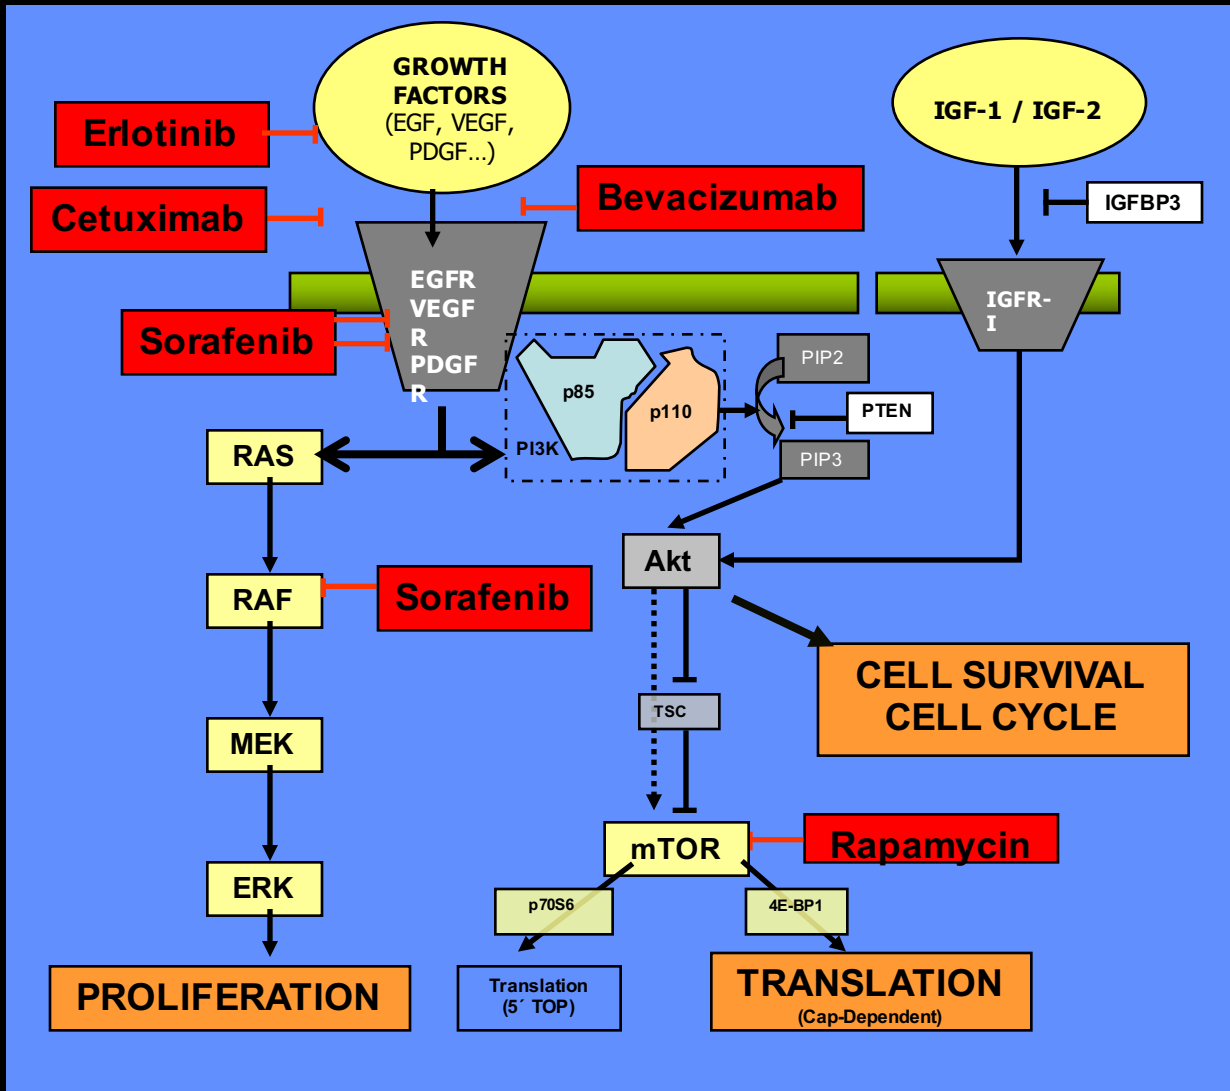 GROWTH
FACTORS
(EGF, VEGF,
PDGF...)
IGF-1 / IGF-2
Erlotinib
Cetuximab
Bevacizumab
IGFBP3
EGFR
VEGF
R
PDGF
R
IGFR-
I
Sorafenib
p85
p110
PI3K
PIP2
PTEN
PIP3
RAS
Akt
RAF
Sorafenib
CELL SURVIVAL
CELL CYCLE
TSC
MEK
mTOR
Rapamycin
ERK
p70S6
4E-BP1
PROLIFERATION
Translation
(5´ TOP)
TRANSLATION
(Cap-Dependent)